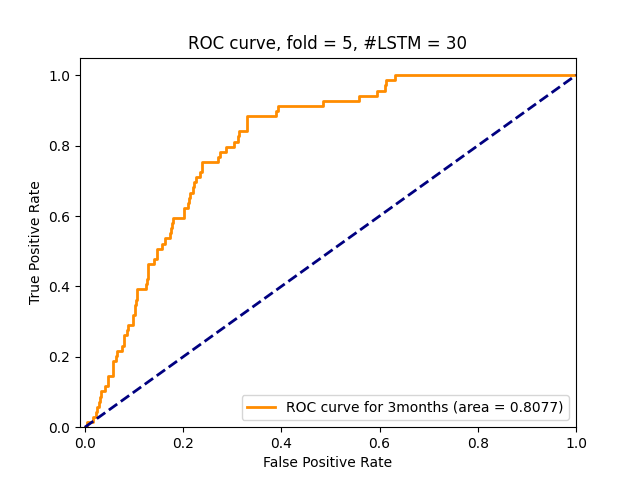 ROC curve, fold = 5, #LSTM = 30
1.0
0.8
0.6
0.4
0.2
0.0
True Positive Rate
ROC curve for 3months (area = 0.8077)
0.0 0.2 0.4 0.6 0.8 1.0
False Positive Rate